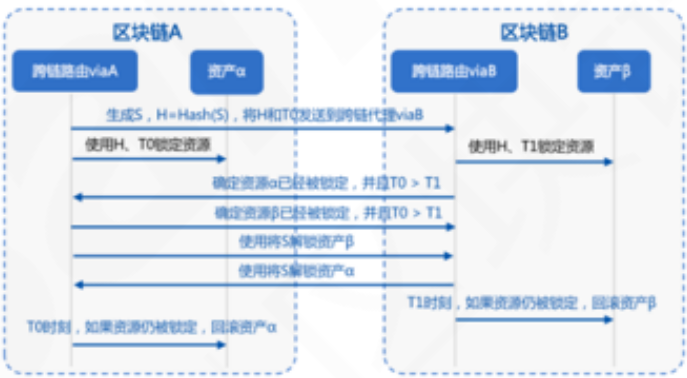 区块链A
区块链B
跨链路由viaA
资产α
跨链路由viaB
资产β
生成S，H=Hash(S)，将H和T0发送到跨链代理viaB
使用H、T0锁定资源
使用H、T1锁定资源
确定资源α已经被锁定，并且T0 > T1
确定资源β已经被锁定，并且T0 > T1
使用将S解锁资产β
使用将S解锁资产α
T1时刻，如果资源仍被锁定，回滚资产β
T0时刻，如果资源仍被锁定，回滚资产α